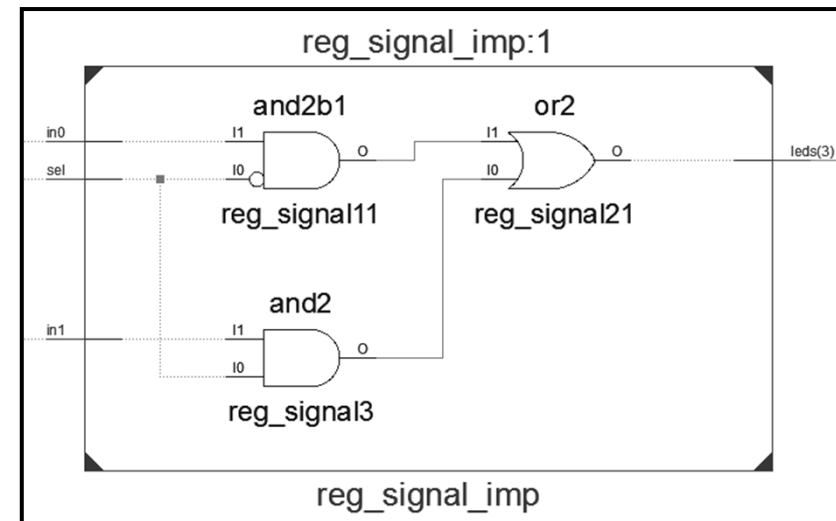 reg_signal_imp:1
and2b1
or2
in0
I1
O
I1
O
leds(3)
sel
I0
I0
reg_signal11
reg_signal21
and2
in1
I1
O
I0
reg_signal3
reg_signal_imp